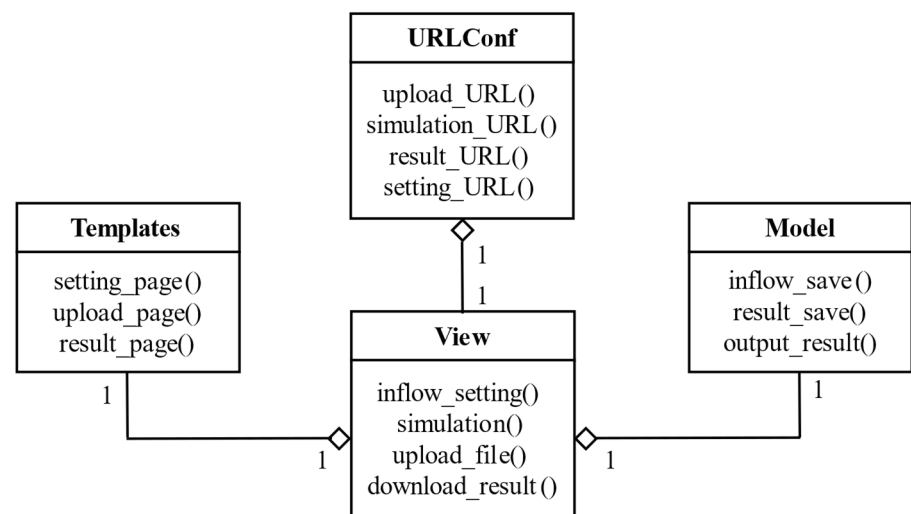 URLConf
upload_URL()
simulation_URL()
result_URL()
setting_URL()
1
1
Templates
setting_page()
upload_page()
result_page()
1
1
Model
inflow_save()
result_save()
output_result()
1
1
View
inflow_setting()
simulation()
upload_file()
download_result()